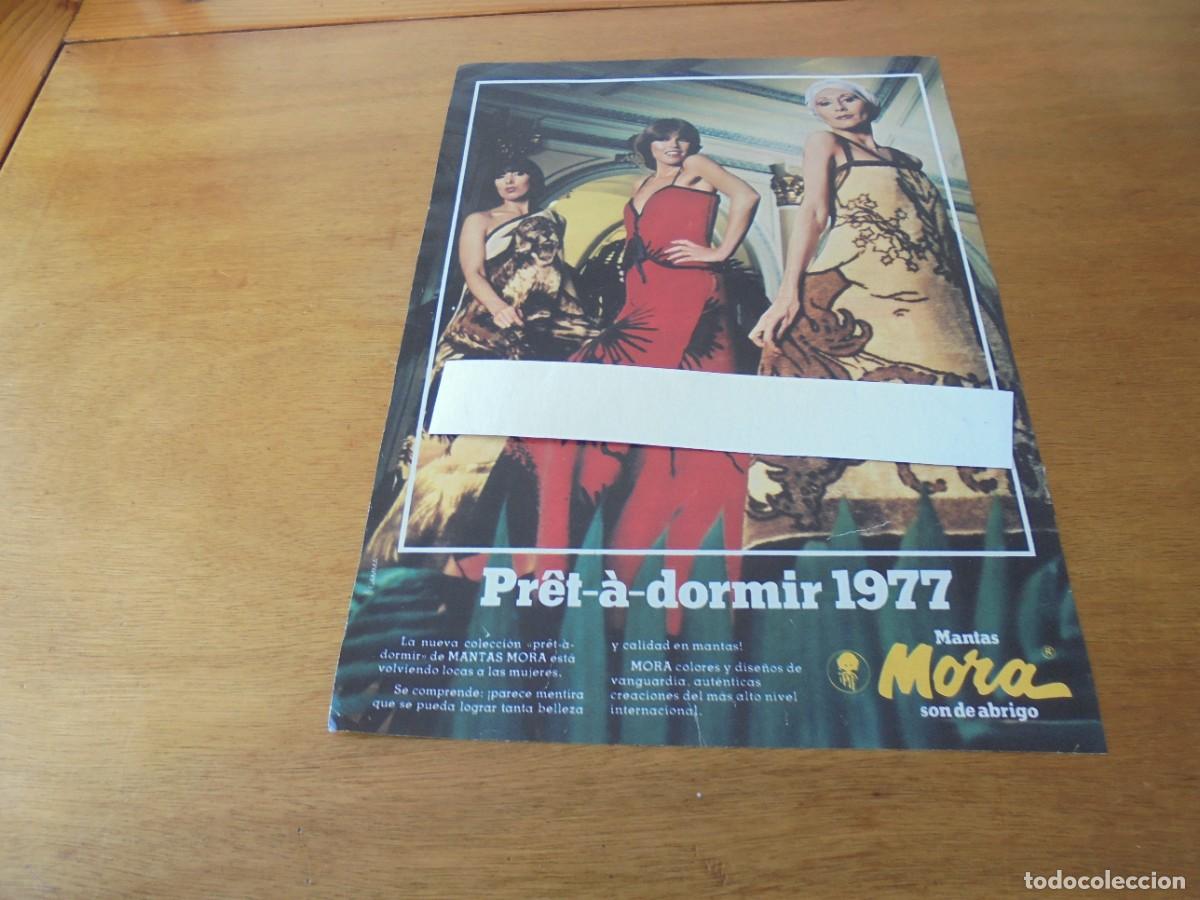 Prêt-à-dormir 1977
La nueva colección «prêt-à-
dormir» de MANTAS MORA está
volviendo locas a las mujeres.
Se comprende: ¡parece mentira
que se pueda lograr tanta belleza
y calidad en mantas!
MORA colores y diseños de
vanguardia, auténticas
creaciones del más alto nivel
internacional.
Mantas
Mora®
son de abrigo
todocoleccion